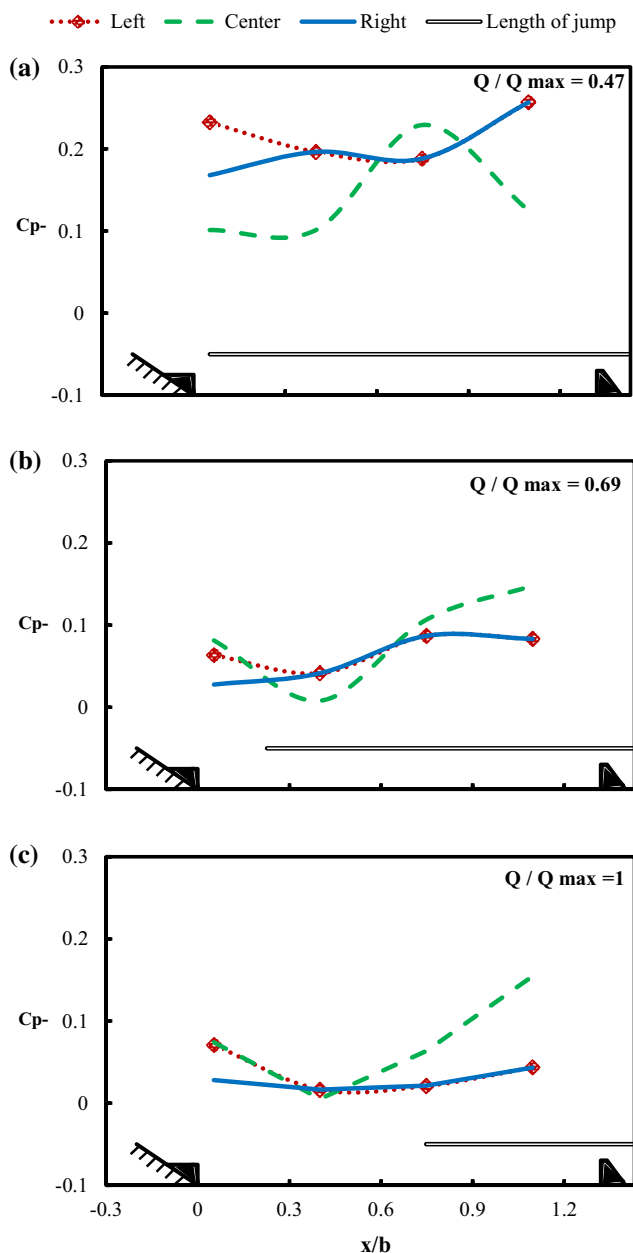 Left Center Right Length of jump
(a)
0.3
Q / Q max = 0.47
0.2
Cp-
0.1
0
-0.1
(b)
0.3
Q / Q max = 0.69
0.2
Cp-
0.1
0
-0.1
(c)
0.3
Q / Q max =1
0.2
Cp-
0.1
0
-0.1
-0.3 0 0.3 0.6 0.9 1.2
x/b